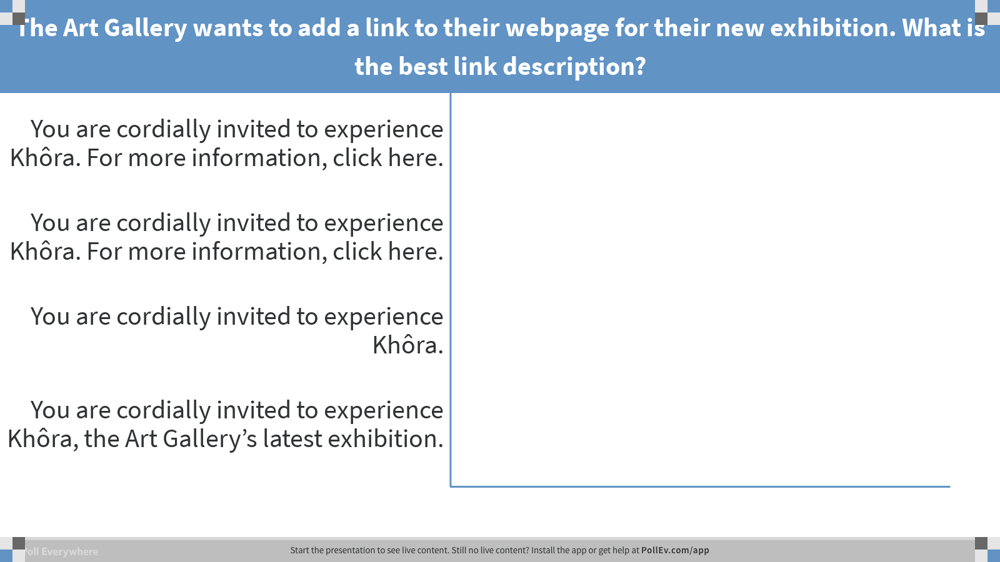 The Art Gallery wants to add a link to their webpage for their new exhibition. What is
the best link description?
You are cordially invited to experience
Khôra. For more information, click here.
You are cordially invited to experience
Khôra. For more information, click here.
You are cordially invited to experience
Khôra.
You are cordially invited to experience
Khôra, the Art Gallery’s latest exhibition.
Poll Everywhere
Start the presentation to see live content. Still no live content? Install the app or get help at PollEv.com/app